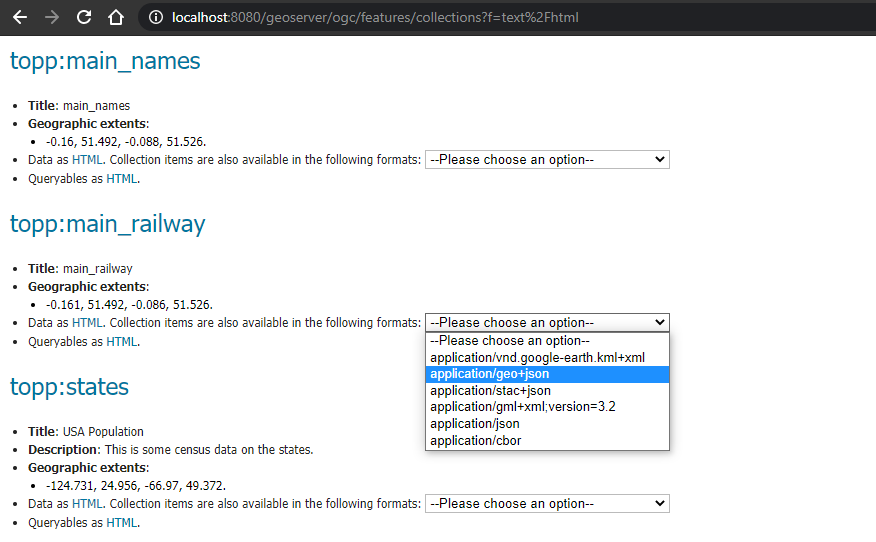 localhost:8080/geoserver/ogc/features/collections?f=text%2Fhtml
topp:main_names
Title: main_names
Geographic extents:
-0.16, 51.492, -0.088, 51.526.
Data as HTML. Collection items are also available in the following formats: --Please choose an option--
Queryables as HTML.
topp:main_railway
Title: main_railway
Geographic extents:
-0.161, 51.492, -0.086, 51.526.
Data as HTML. Collection items are also available in the following formats: --Please choose an option--
Queryables as HTML.
--Please choose an option--
application/vnd.google-earth.kml+xml
application/geo+json
application/stac+json
application/gml+xml;version=3.2
application/json
application/cbor
topp:states
Title: USA Population
Description: This is some census data on the states.
Geographic extents:
-124.731, 24.956, -66.97, 49.372.
Data as HTML. Collection items are also available in the following formats: --Please choose an option--
Queryables as HTML.